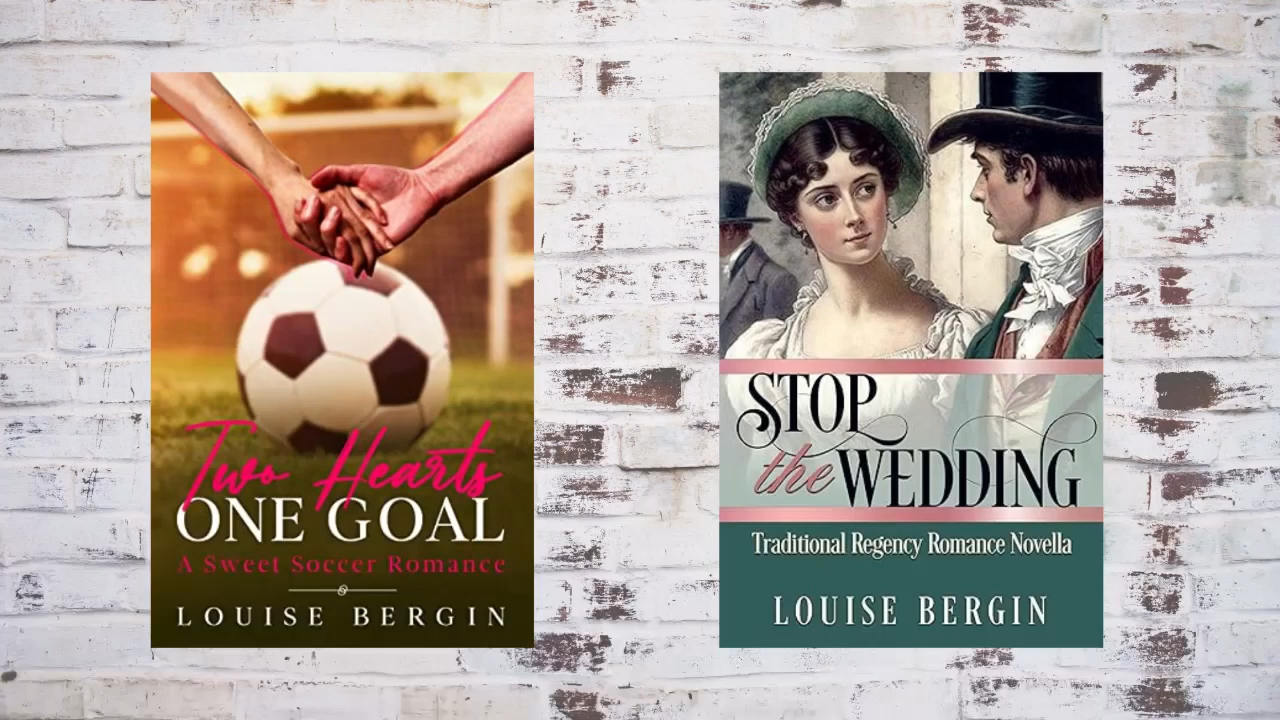 Two Hearts
ONE GOAL
A Sweet Soccer Romance
LOUISE BERGIN
STOP
the WEDDING
Traditional Regency Romance Novella
LOUISE BERGIN